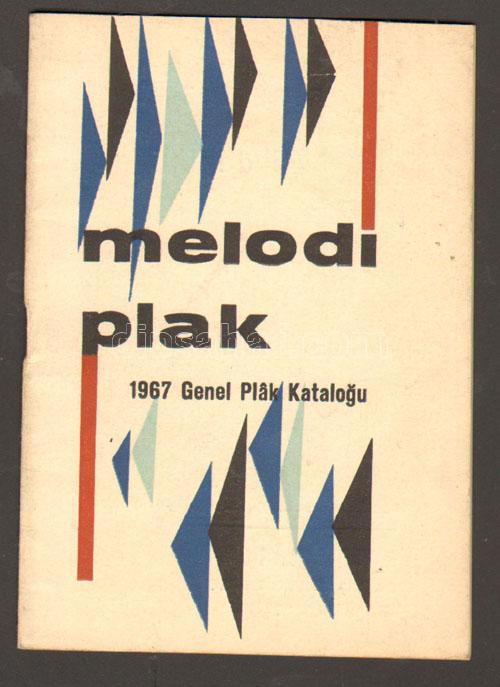 melodi
plak
1967 Genel Plâk Kataloğu